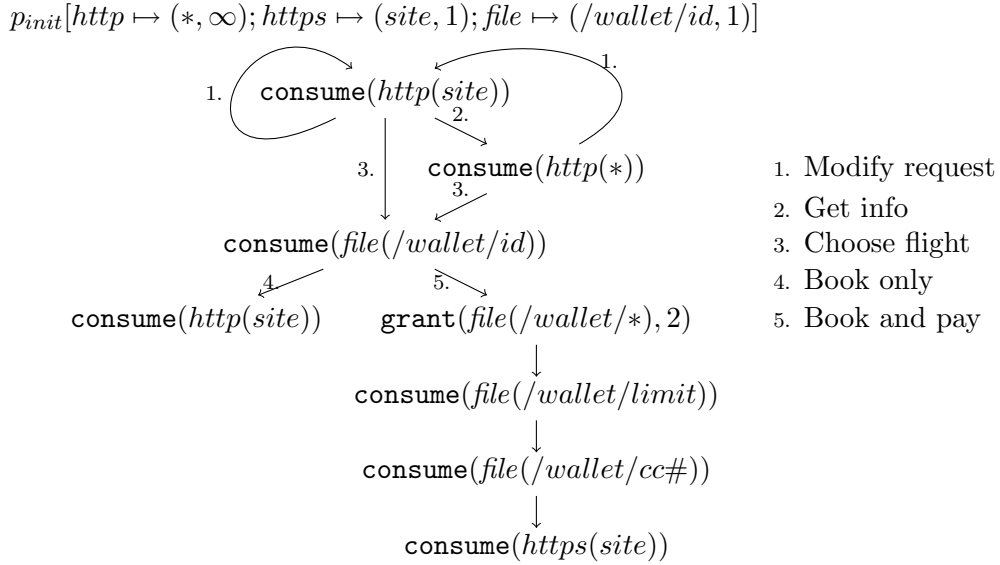 p_init[http ↦ (*, ∞); https ↦ (site, 1); file ↦ (/wallet/id, 1)]
1.
1.
consume(http(site))
2.
3.
consume(http(*))
3.
consume(file(/wallet/id))
4.
5.
consume(http(site))
grant(file(/wallet/*), 2)
consume(file(/wallet/limit))
consume(file(/wallet/cc#))
consume(https(site))
1. Modify request
2. Get info
3. Choose flight
4. Book only
5. Book and pay